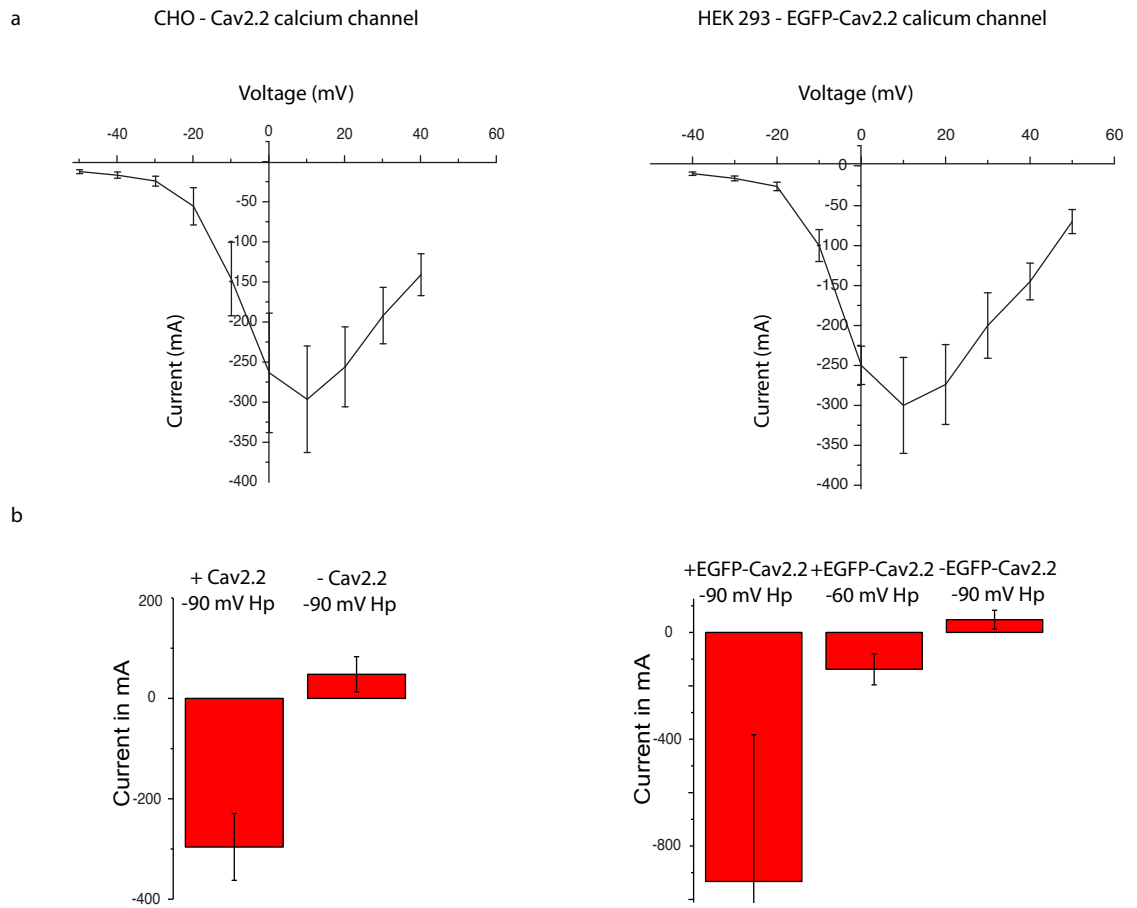 a
CHO - Cav2.2 calcium channel
Voltage (mV)
-40 -20 0 20 40 60
-50
-100
-150
-200
-250
-300
-350
-400
Current (mA)
HEK 293 - EGFP-Cav2.2 calicum channel
Voltage (mV)
-40 -20 0 20 40 60
0
-50
-100
-150
-200
-250
-300
-350
-400
Current (mA)
b
+ Cav2.2
-90 mV Hp
- Cav2.2
-90 mV Hp
200
0
-200
-400
Current in mA
+EGFP-Cav2.2
-90 mV Hp
+EGFP-Cav2.2
-60 mV Hp
-EGFP-Cav2.2
-90 mV Hp
0
-400
-800
Current in mA